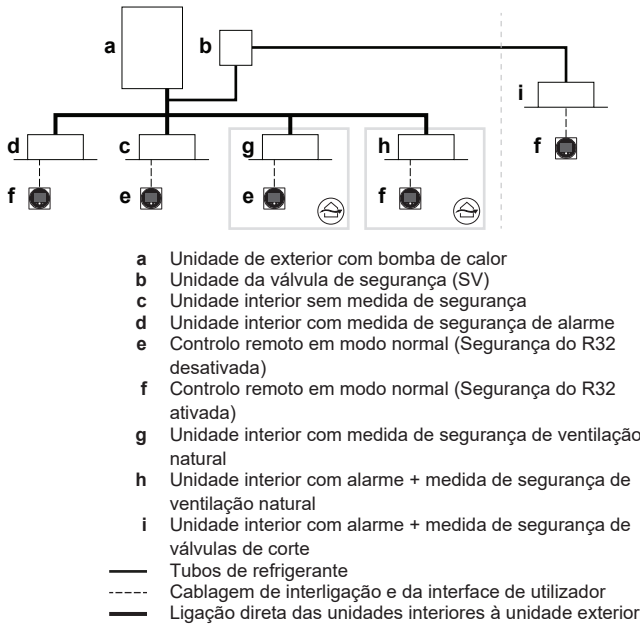 a
b
i
d
c
g
h
f
f
e
e
f
a Unidade de exterior com bomba de calor
b Unidade da válvula de segurança (SV)
c Unidade interior sem medida de segurança
d Unidade interior com medida de segurança de alarme
e Controlo remoto em modo normal (Segurança do R32
desativada)
f Controlo remoto em modo normal (Segurança do R32
ativada)
g Unidade interior com medida de segurança de ventilação
natural
h Unidade interior com alarme + medida de segurança de
ventilação natural
i Unidade interior com alarme + medida de segurança de
válvulas de corte
Tubos de refrigerante
Cablagem de interligação e da interface de utilizador
Ligação direta das unidades interiores à unidade exterior